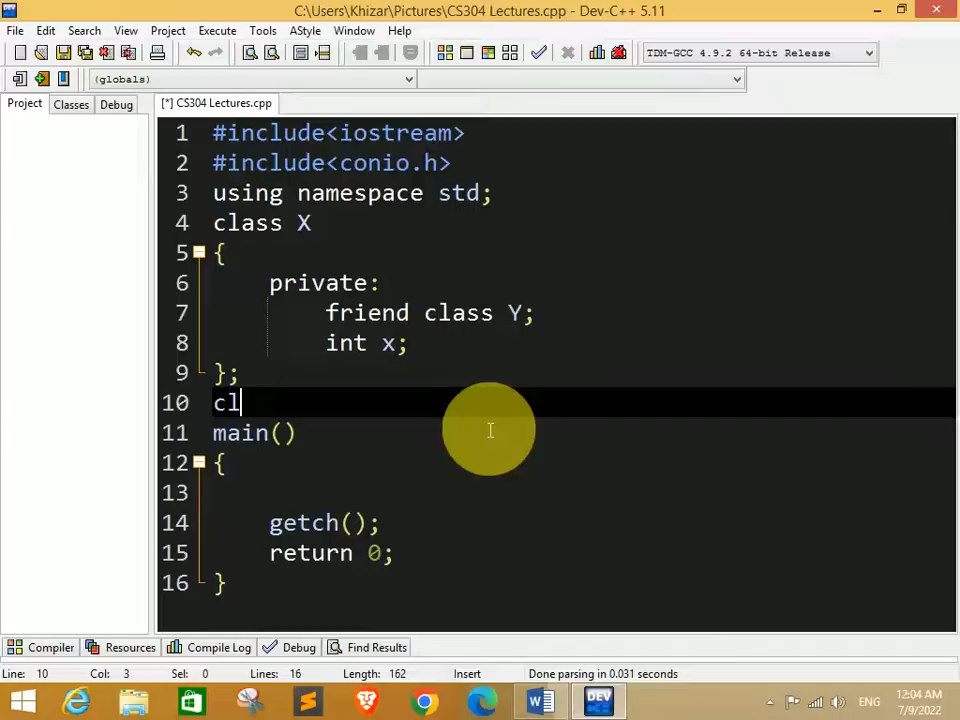 C:\Users\Khizar\Pictures\CS304 Lectures.cpp - Dev-C++ 5.11
File Edit Search View Project Execute Tools AStyle Window Help
TDM-GCC 4.9.2 64-bit Release
(globals)
Project Classes Debug [*] CS304 Lectures.cpp
1 #include<iostream>
2 #include<conio.h>
3 using namespace std;
4 class X
5 {
6 private:
7 friend class Y;
8 int x;
9 };
10 cl
11 main()
12 {
13
14 getch();
15 return 0;
16 }
Compiler Resources Compile Log Debug Find Results
Line: 10 Col: 3 Sel: 0 Lines: 16 Length: 162 Insert Done parsing in 0.031 seconds
W DEV ENG 12:04 AM
7/9/2022